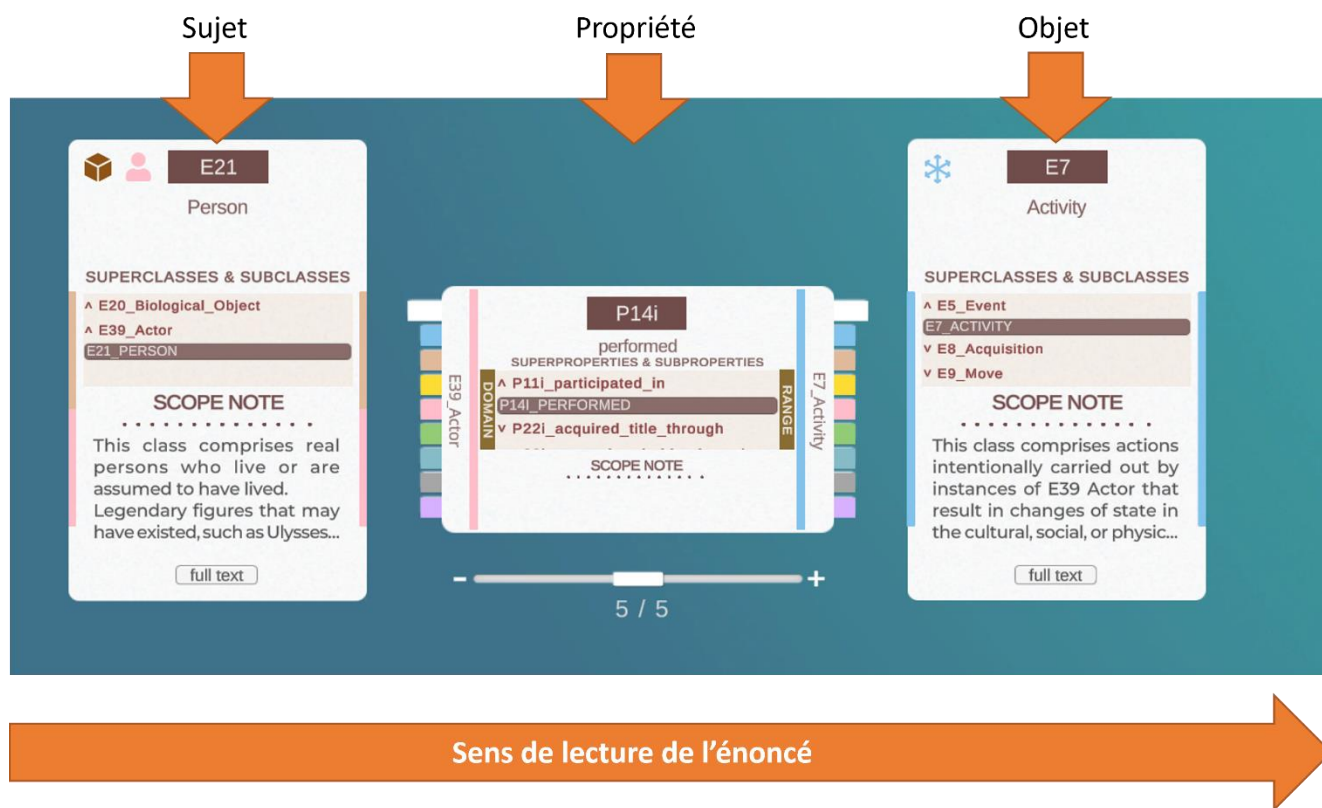 Sujet
Propriété
Objet
E21
Person
SUPERCLASSES & SUBCLASSES
^ E20_Biological_Object
^ E39_Actor
E21_PERSON
SCOPE NOTE
This class comprises real
persons who live or are
assumed to have lived.
Legendary figures that may
have existed, such as Ulysses...
full text
P14i
performed
SUPERPROPERTIES & SUBPROPERTIES
E39_Actor
DOMAIN
^ P11i_participated_in
P14I_PERFORMED
v P22i_acquired_title_through
RANGE
E7_Activity
SCOPE NOTE
- +
5 / 5
E7
Activity
SUPERCLASSES & SUBCLASSES
^ E5_Event
E7_ACTIVITY
v E8_Acquisition
v E9_Move
SCOPE NOTE
This class comprises actions
intentionally carried out by
instances of E39 Actor that
result in changes of state in
the cultural, social, or physic...
full text
Sens de lecture de l’énoncé